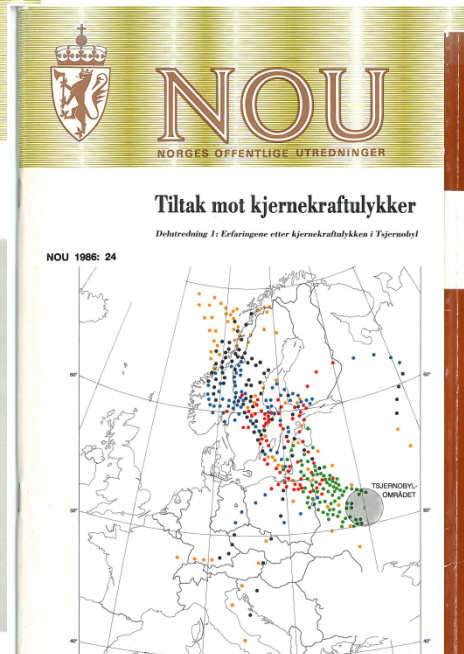 NOU
NORGES OFFENTLIGE UTREDNINGER
Tiltak mot kjernekraftulykker
Delutredning 1: Erfaringene etter kjernekraftulykken i Tsjernobyl
NOU 1986: 24
60°
60°
TSJERNOBYL-
OMRÅDET
50°
50°
40°
40°